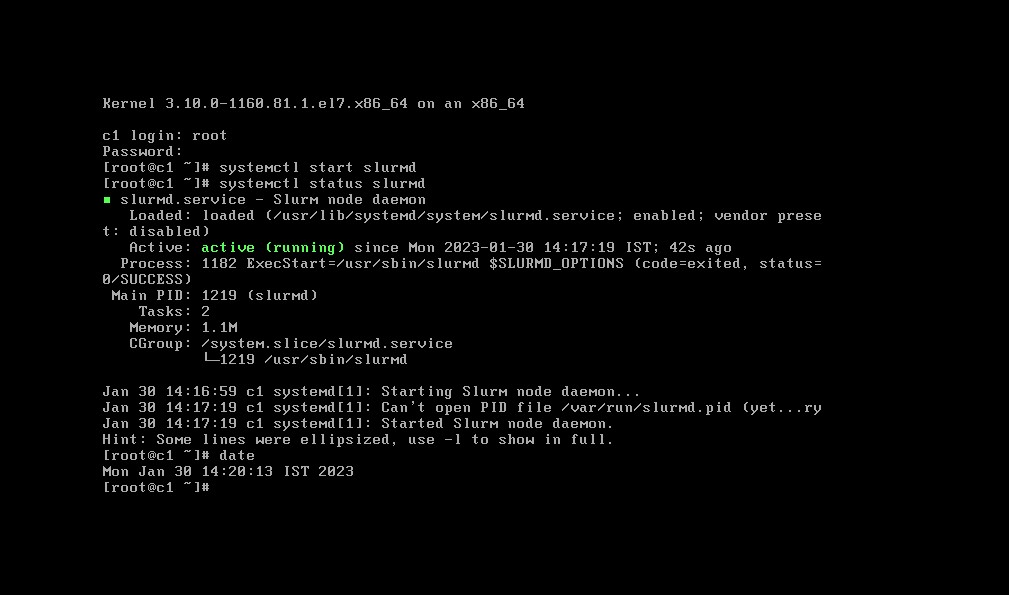 Kernel 3.10.0-1160.81.1.el7.x86_64 on an x86_64
c1 login: root
Password:
[root@c1 ~]# systemctl start slurmd
[root@c1 ~]# systemctl status slurmd
■ slurmd.service - Slurm node daemon
   Loaded: loaded (/usr/lib/systemd/system/slurmd.service; enabled; vendor prese
t: disabled)
   Active: active (running) since Mon 2023-01-30 14:17:19 IST; 42s ago
  Process: 1182 ExecStart=/usr/sbin/slurmd $SLURMD_OPTIONS (code=exited, status=
0/SUCCESS)
 Main PID: 1219 (slurmd)
    Tasks: 2
   Memory: 1.1M
   CGroup: /system.slice/slurmd.service
           └─1219 /usr/sbin/slurmd
Jan 30 14:16:59 c1 systemd[1]: Starting Slurm node daemon...
Jan 30 14:17:19 c1 systemd[1]: Can't open PID file /var/run/slurmd.pid (yet...ry
Jan 30 14:17:19 c1 systemd[1]: Started Slurm node daemon.
Hint: Some lines were ellipsized, use -l to show in full.
[root@c1 ~]# date
Mon Jan 30 14:20:13 IST 2023
[root@c1 ~]#